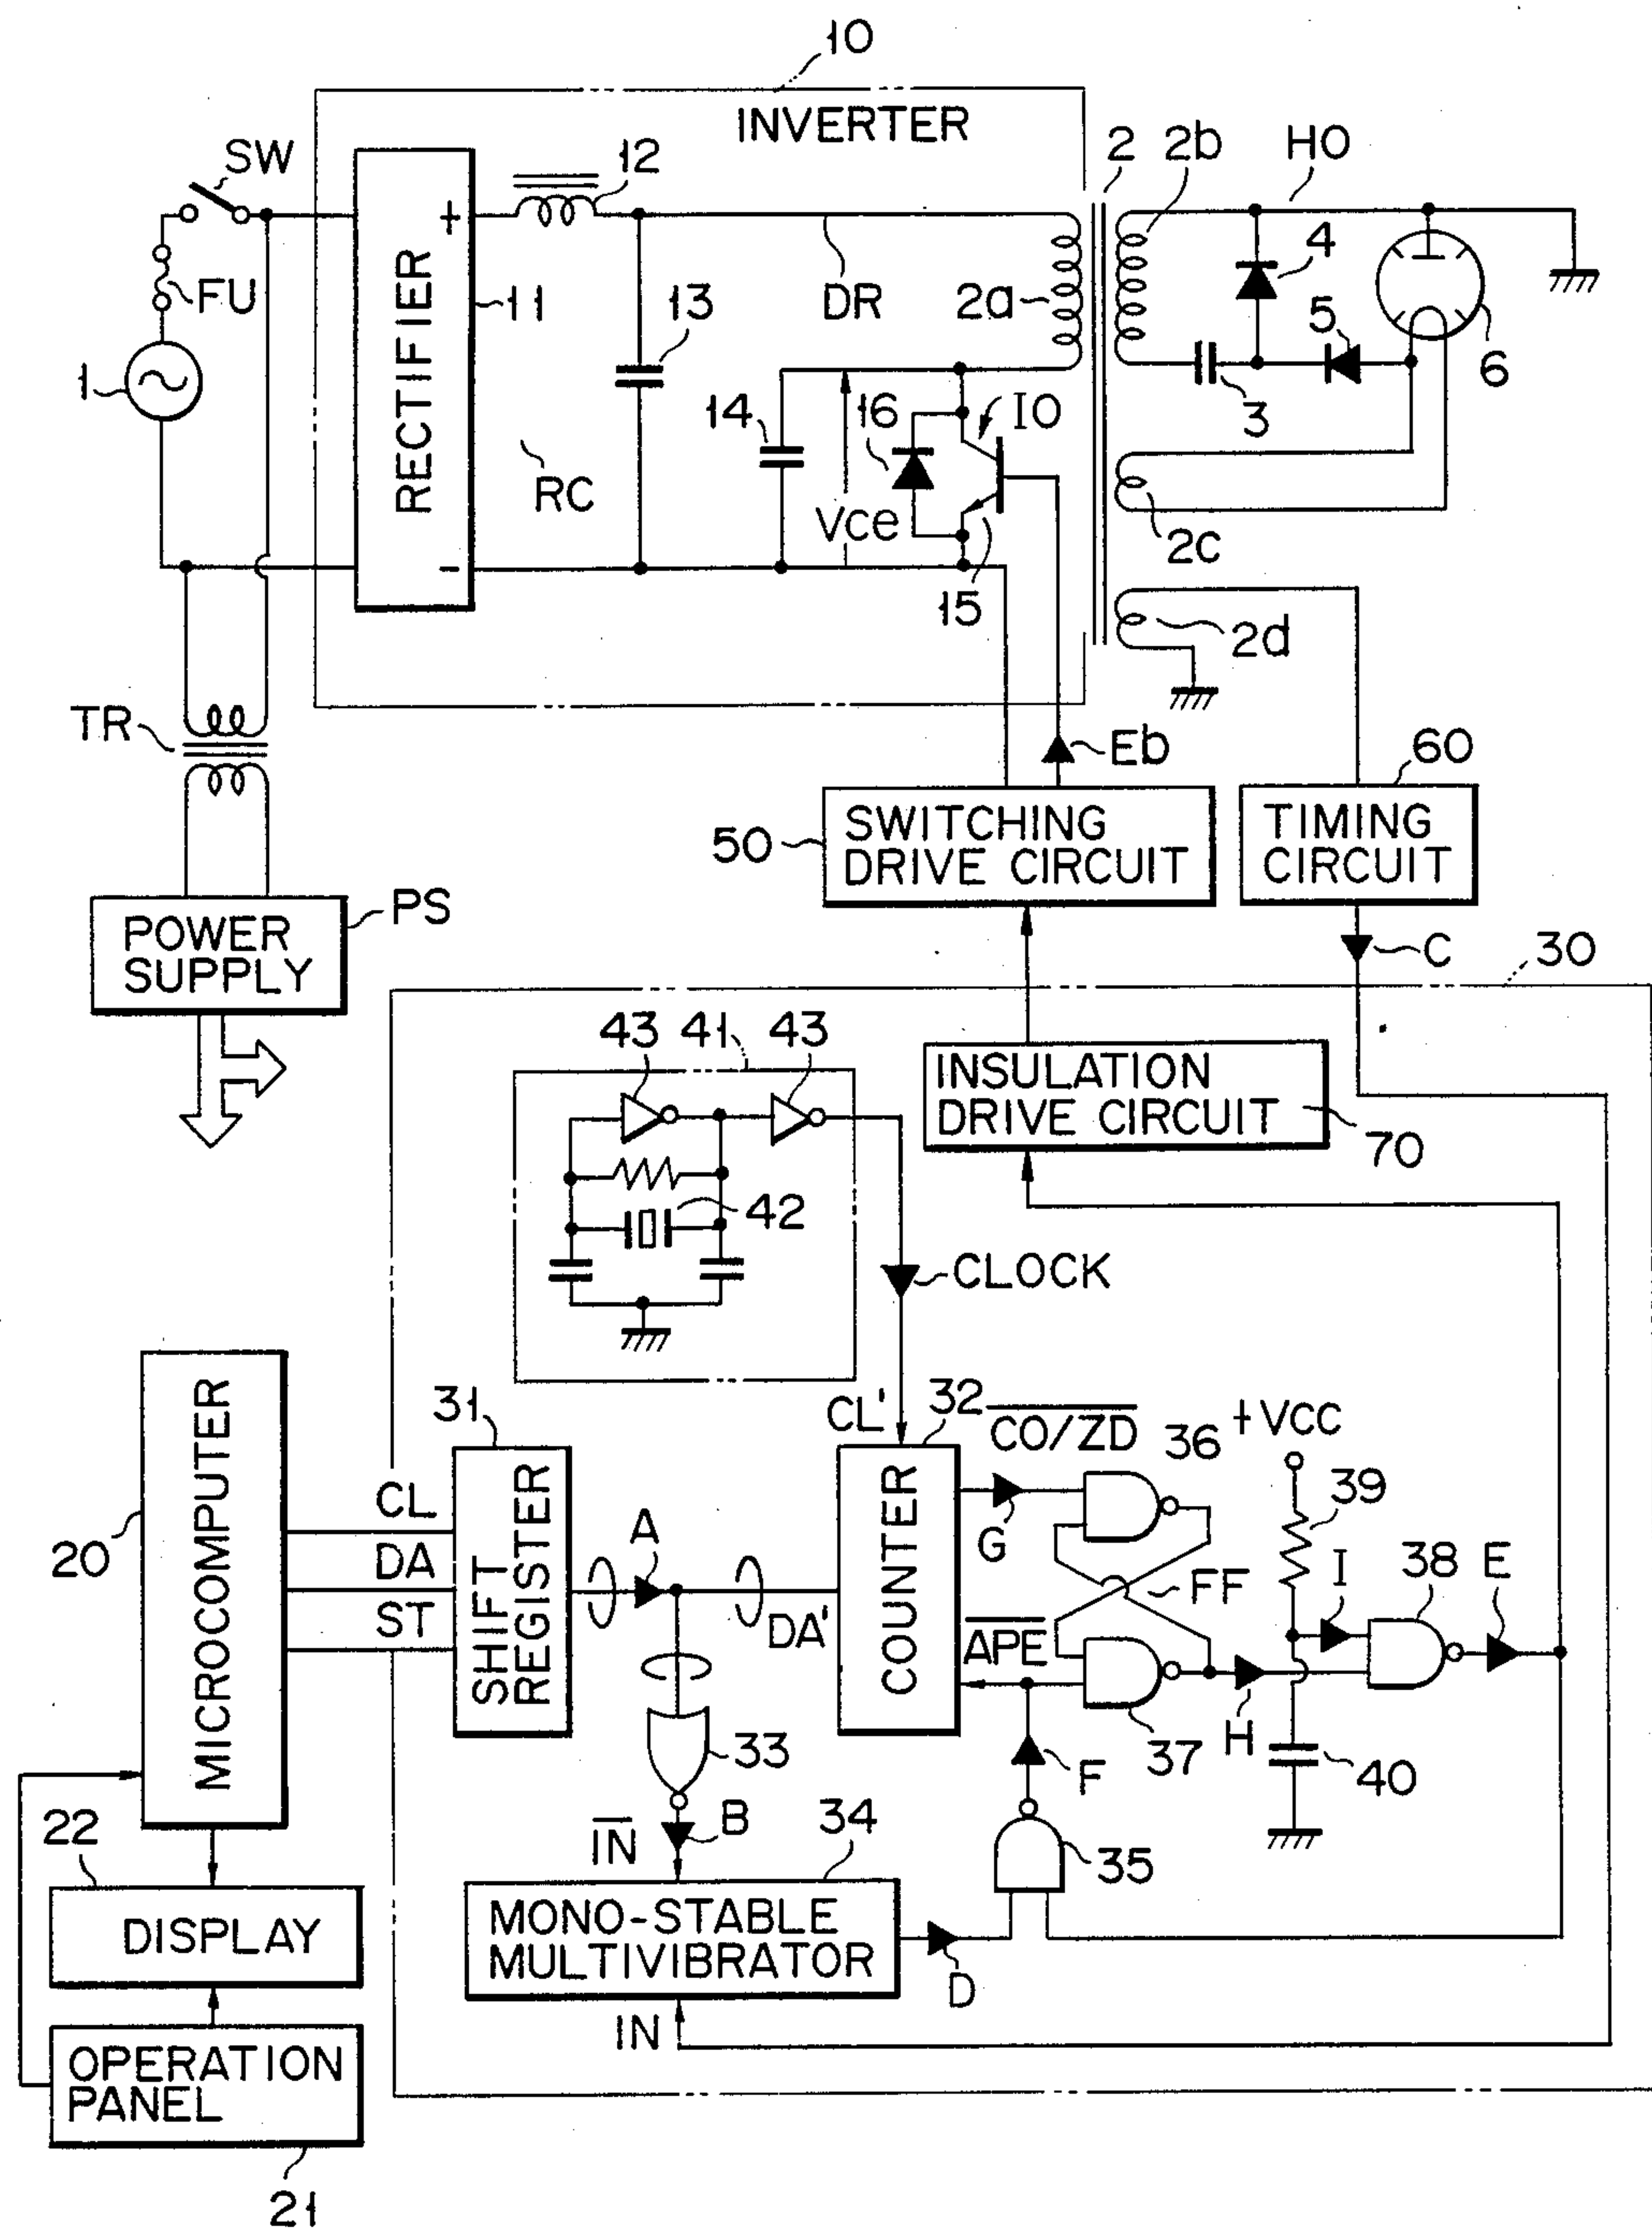 10
INVERTER
SW
12
2
2b
HO
+
4
FU
RECTIFIER
11
13
DR
2a
5
6
1
14
16
IO
3
RC
Vce
2c
-
15
2d
TR
Eb
60
SWITCHING
DRIVE CIRCUIT
50
TIMING
CIRCUIT
PS
POWER
SUPPLY
C
30
43
41
43
INSULATION
DRIVE CIRCUIT
70
42
CLOCK
MICROCOMPUTER
20
31
CL'
32
CO/ZD
36
+VCC
CL
DA
ST
SHIFT
REGISTER
A
DA'
COUNTER
G
39
FF
I
38
E
APE
H
37
33
F
40
22
IN
B
34
35
DISPLAY
MONO-STABLE
MULTIVIBRATOR
D
IN
OPERATION
PANEL
21